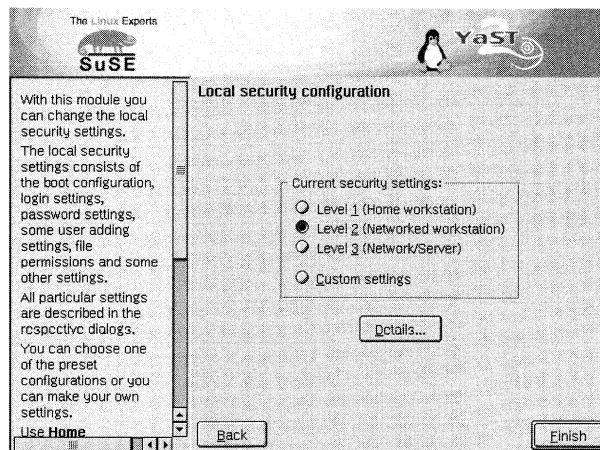 The Linux Experts
SuSE
YaST
2
With this module you
can change the local
security settings.
The local security
settings consists of
the boot configuration,
login settings,
password settings,
some user adding
settings, file
permissions and some
other settings.
All particular settings
are described in the
respective dialogs.
You can choose one
of the preset
configurations or you
can make your own
settings.
Use Home
Local security configuration
Current security settings:
Level 1 (Home workstation)
Level 2 (Networked workstation)
Level 3 (Network/Server)
Custom settings
Details...
Back
Finish